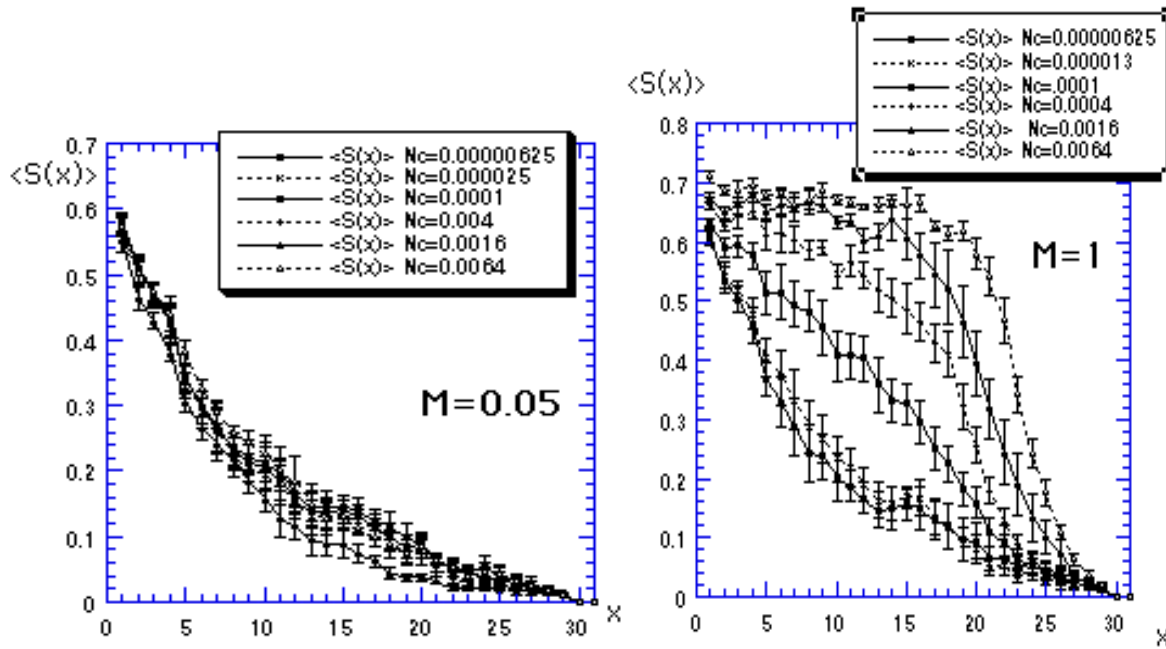 <S(x)>
<S(x)> Nc=0.00000625
<S(x)> Nc=0.000025
<S(x)> Nc=0.0001
<S(x)> Nc=0.004
<S(x)> Nc=0.0016
<S(x)> Nc=0.0064
M=0.05
0.7
0.6
0.5
0.4
0.3
0.2
0.1
0
0 5 10 15 20 25 30 x
<S(x)>
<S(x)> Nc=0.00000625
<S(x)> Nc=0.000013
<S(x)> Nc=.0001
<S(x)> Nc=0.0004
<S(x)> Nc=0.0016
<S(x)> Nc=0.0064
M=1
0.8
0.7
0.6
0.5
0.4
0.3
0.2
0.1
0
0 5 10 15 20 25 30 x